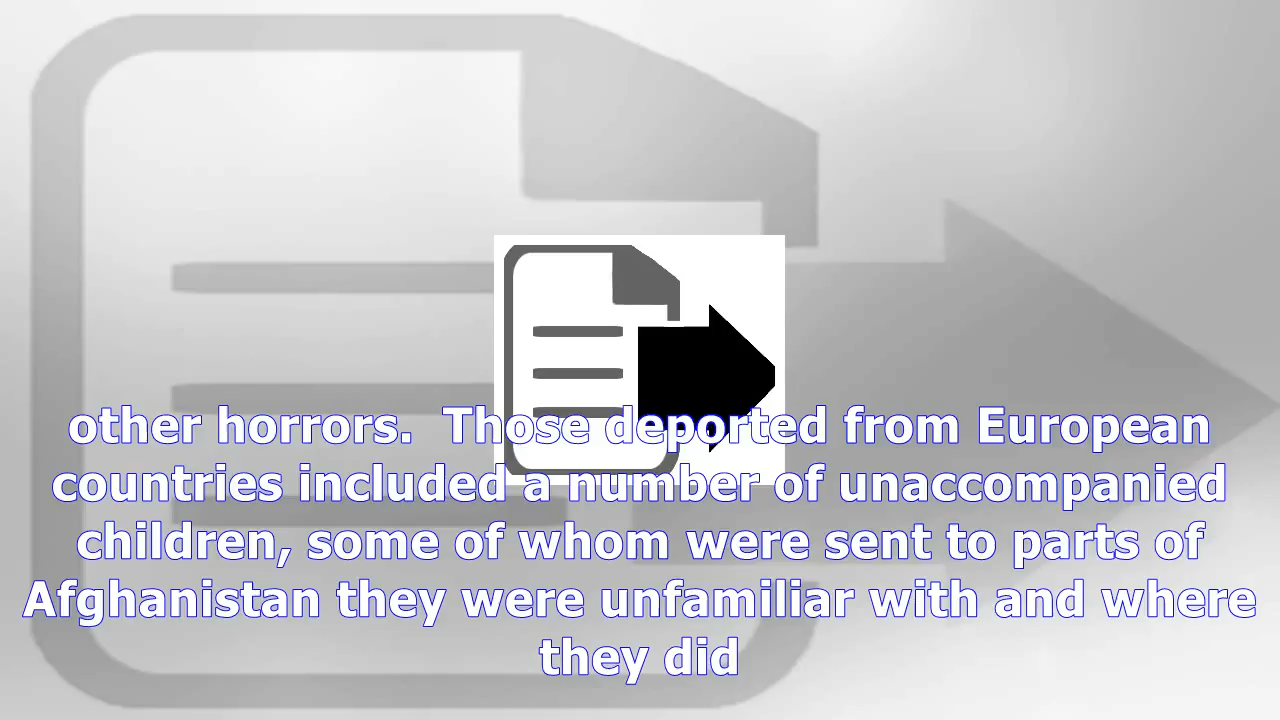 other horrors.  Those deported from European
countries included a number of unaccompanied
children, some of whom were sent to parts of
Afghanistan they were unfamiliar with and where
they did